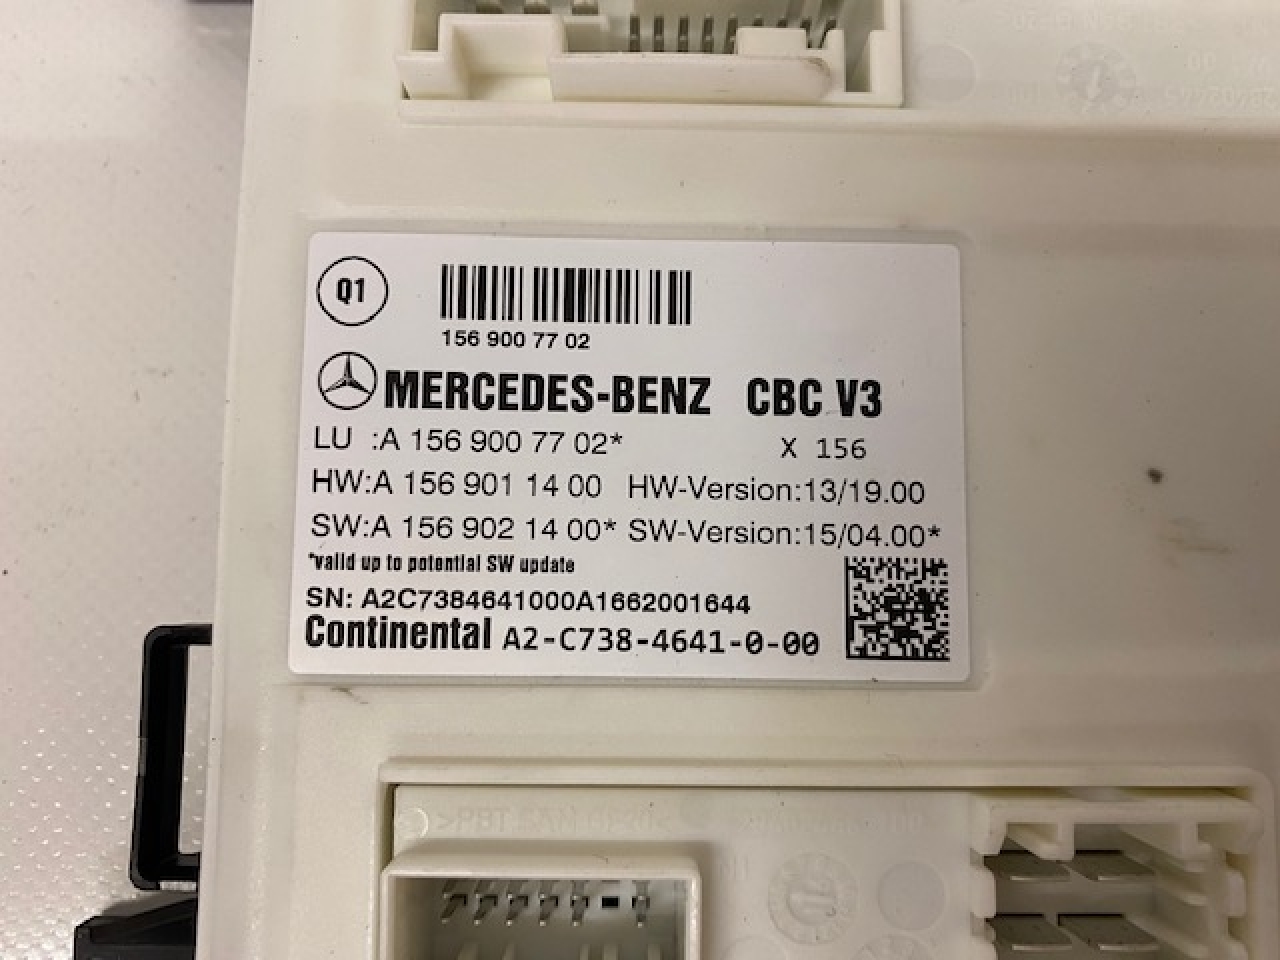 Q1
156 900 77 02
MERCEDES-BENZ CBC V3
LU :A 156 900 77 02* X 156
HW:A 156 901 14 00 HW-Version:13/19.00
SW:A 156 902 14 00* SW-Version:15/04.00*
*valid up to potential SW update
SN: A2C7384641000A1662001644
Continental A2-C738-4641-0-00